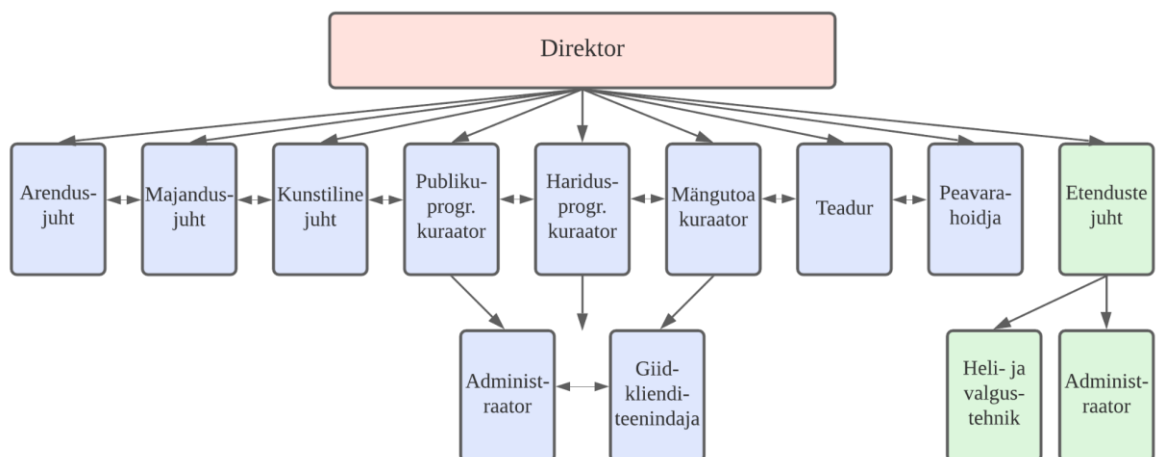 Direktor
Arendus-
juht
Majandus-
juht
Kunstiline
juht
Publiku-
progr.
kuraator
Haridus-
progr.
kuraator
Mängutoa
kuraator
Teadur
Peavara-
hoidja
Etenduste
juht
Administ-
raator
Giid-
kliendi-
teenindaja
Heli- ja
valgus-
tehnik
Administ-
raator